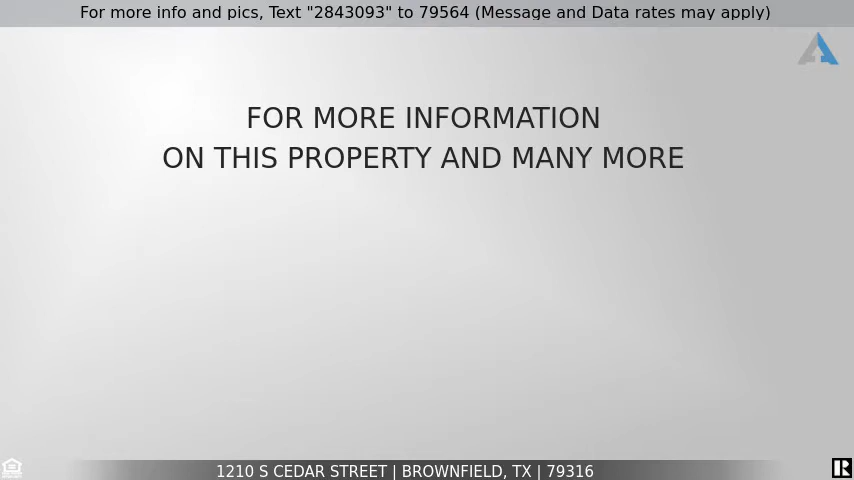 For more info and pics, Text "2843093" to 79564 (Message and Data rates may apply)
FOR MORE INFORMATION
ON THIS PROPERTY AND MANY MORE
1210 S CEDAR STREET | BROWNFIELD, TX | 79316